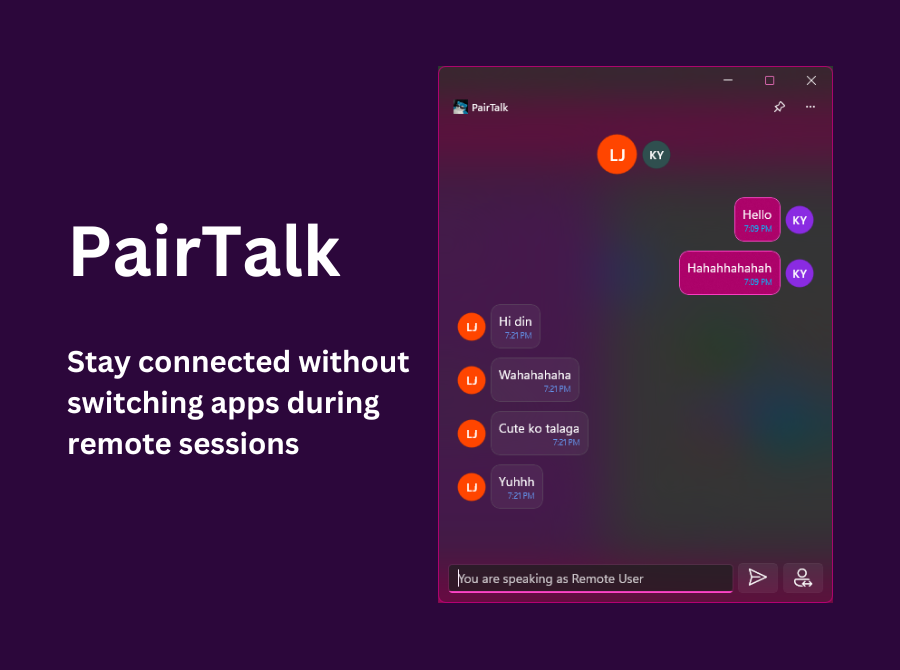 PairTalk
Stay connected without
switching apps during
remote sessions
PairTalk
LJ
KY
Hello
7:09 PM
KY
Hahahhahahah
7:09 PM
KY
LJ
Hi din
7:21 PM
LJ
Wahahahaha
7:21 PM
LJ
Cute ko talaga
7:21 PM
LJ
Yuhhh
7:21 PM
You are speaking as Remote User